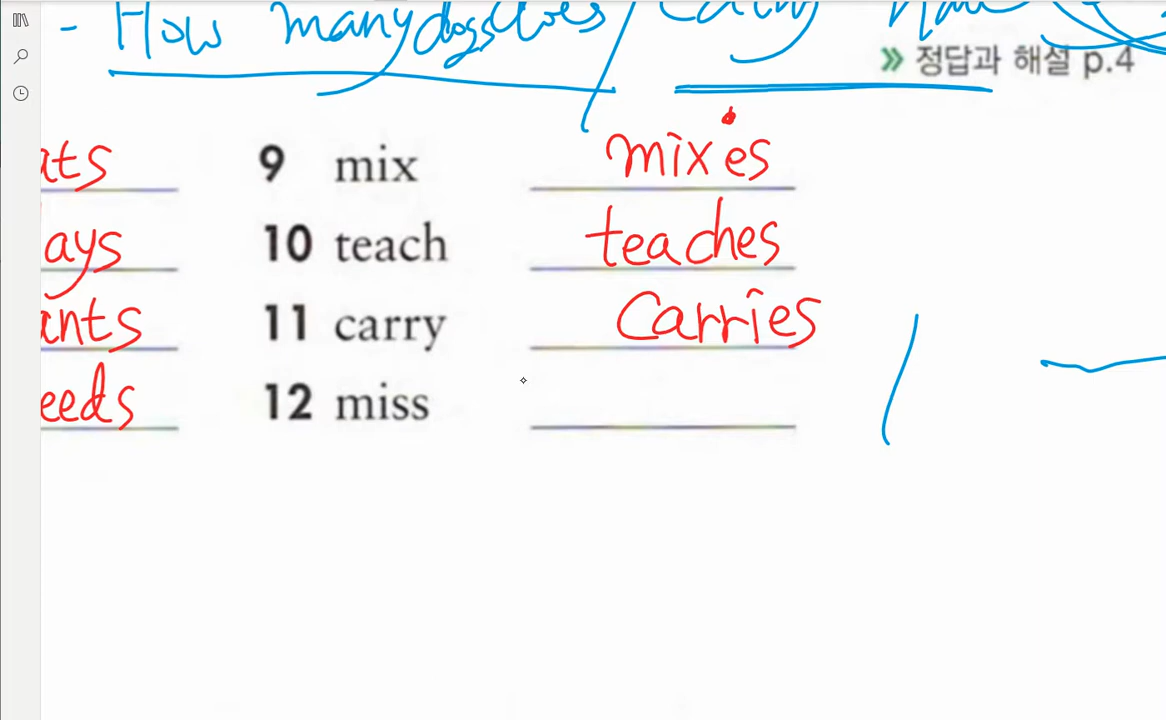 - How many dogs does /
» 정답과 해설 p.4
ats 9 mix mixes
ays 10 teach teaches
ants 11 carry Carries
eeds 12 miss